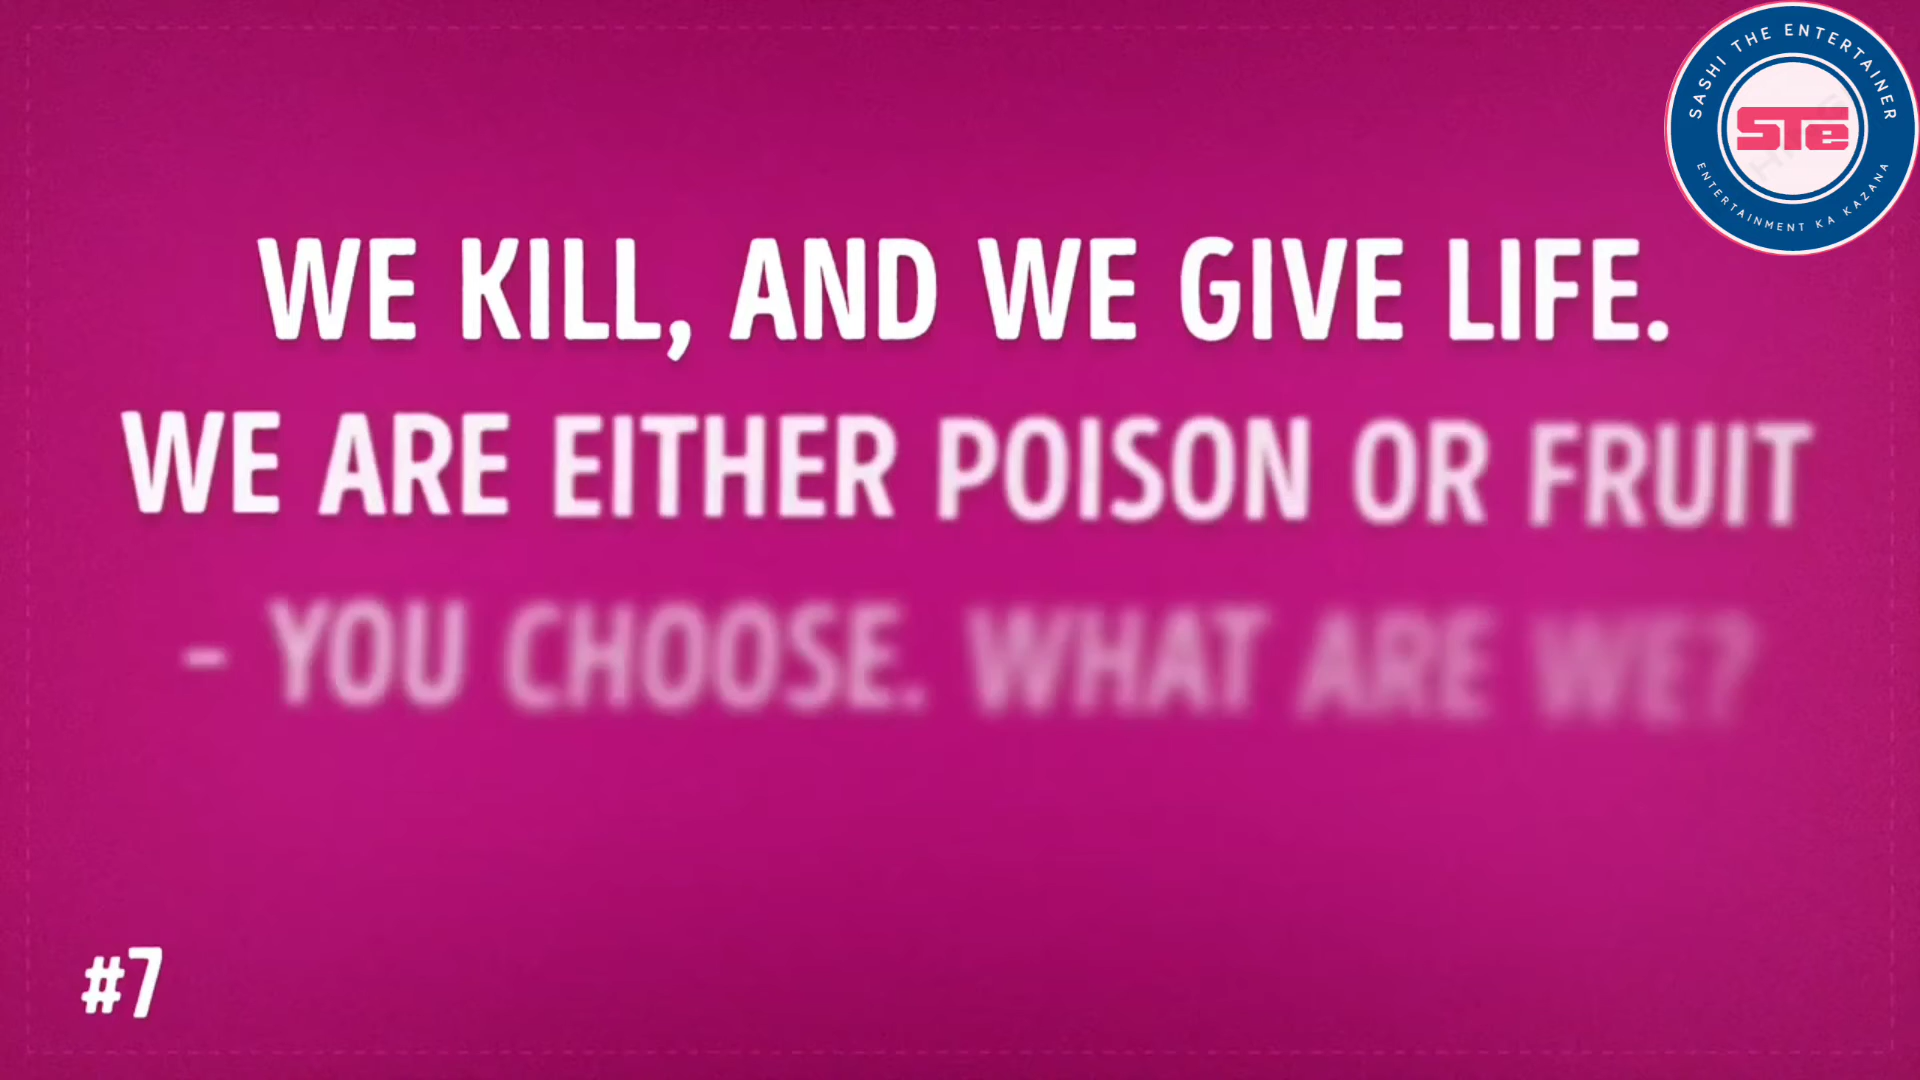 SASHI THE ENTERTAINER
STe
ENTERTAINMENT KA KAZANA
WE KILL, AND WE GIVE LIFE.
WE ARE EITHER POISON OR FRUIT
- YOU CHOOSE. WHAT ARE WE?
#7